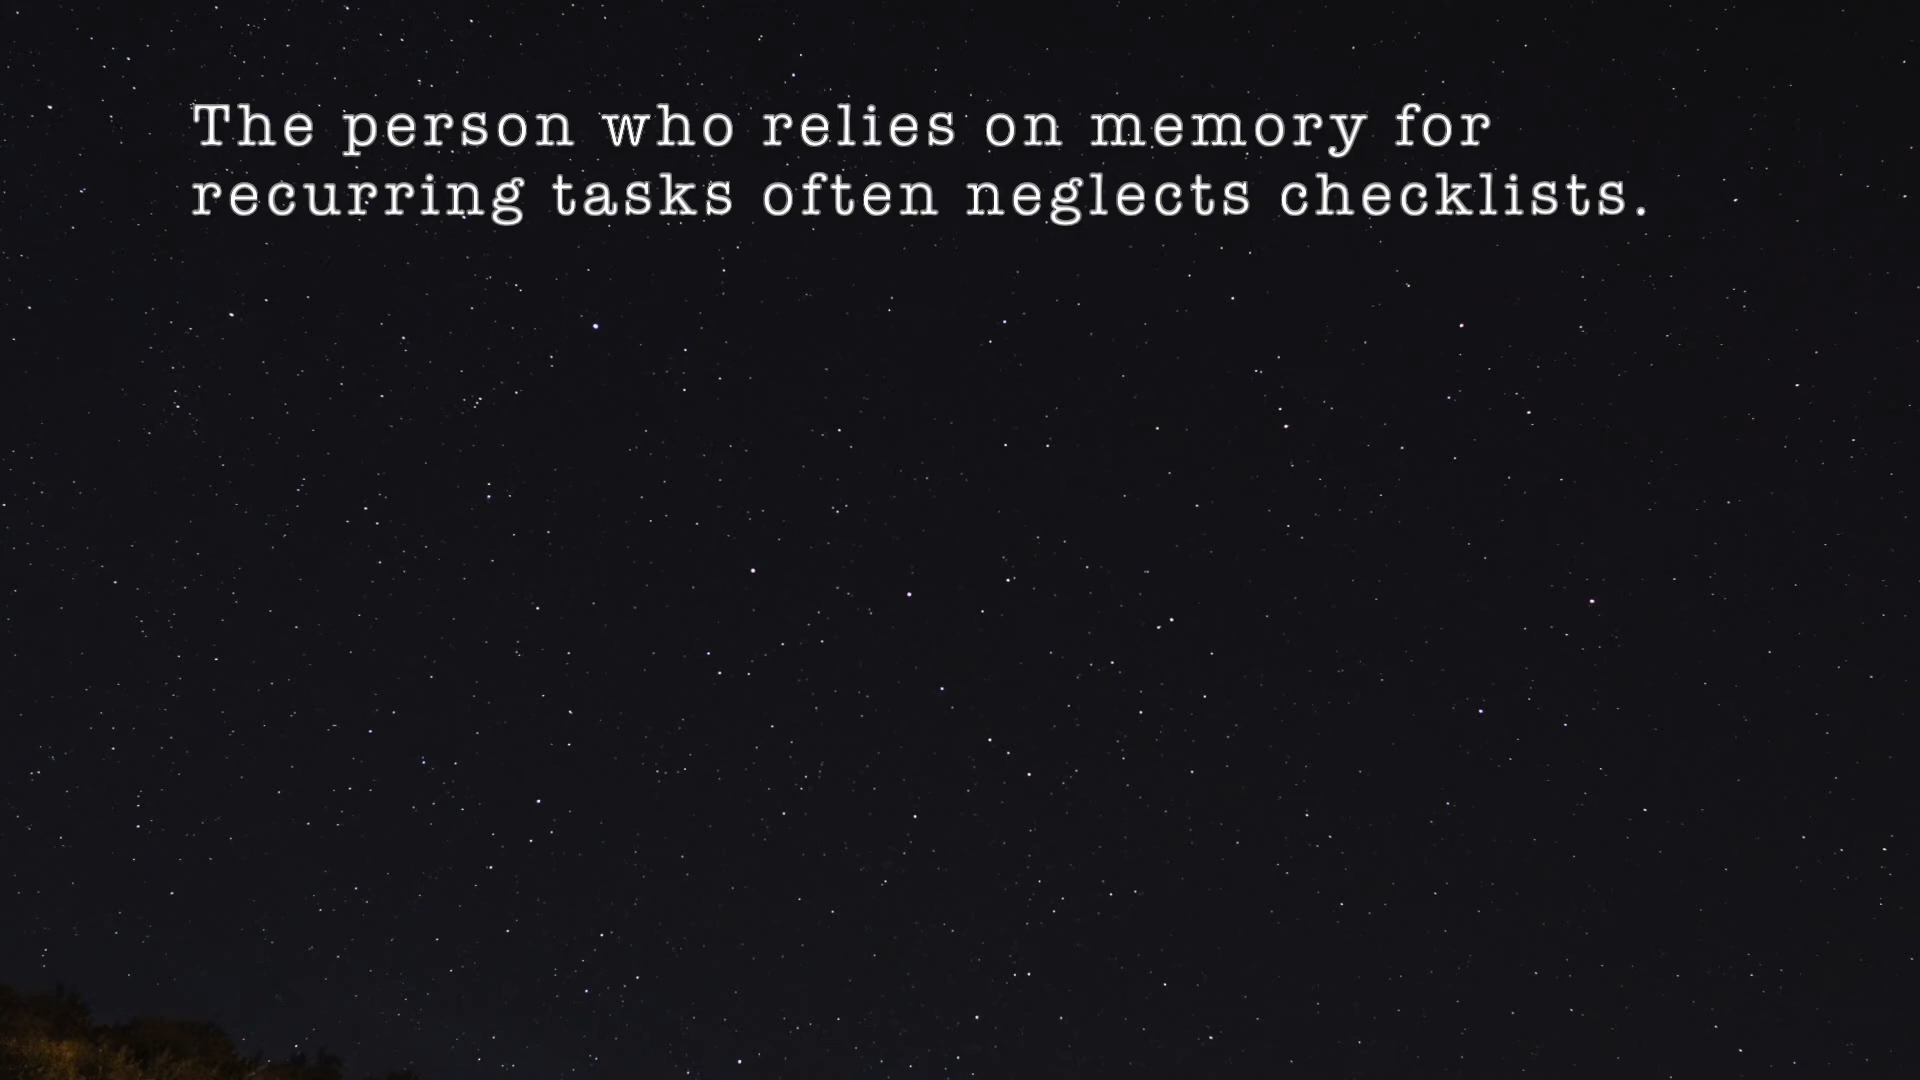 The person who relies on memory for
recurring tasks often neglects checklists.